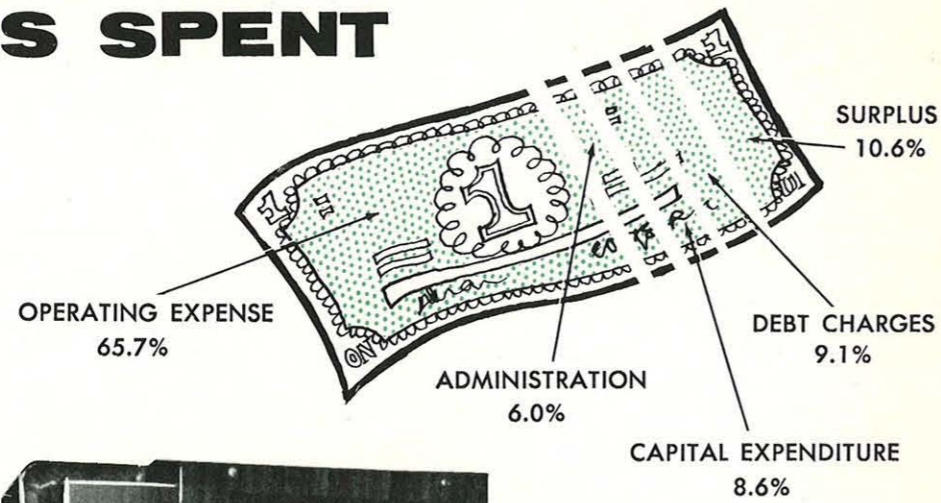 S SPENT
SURPLUS
10.6%
1
OPERATING EXPENSE
65.7%
DEBT CHARGES
9.1%
ADMINISTRATION
6.0%
CAPITAL EXPENDITURE
8.6%